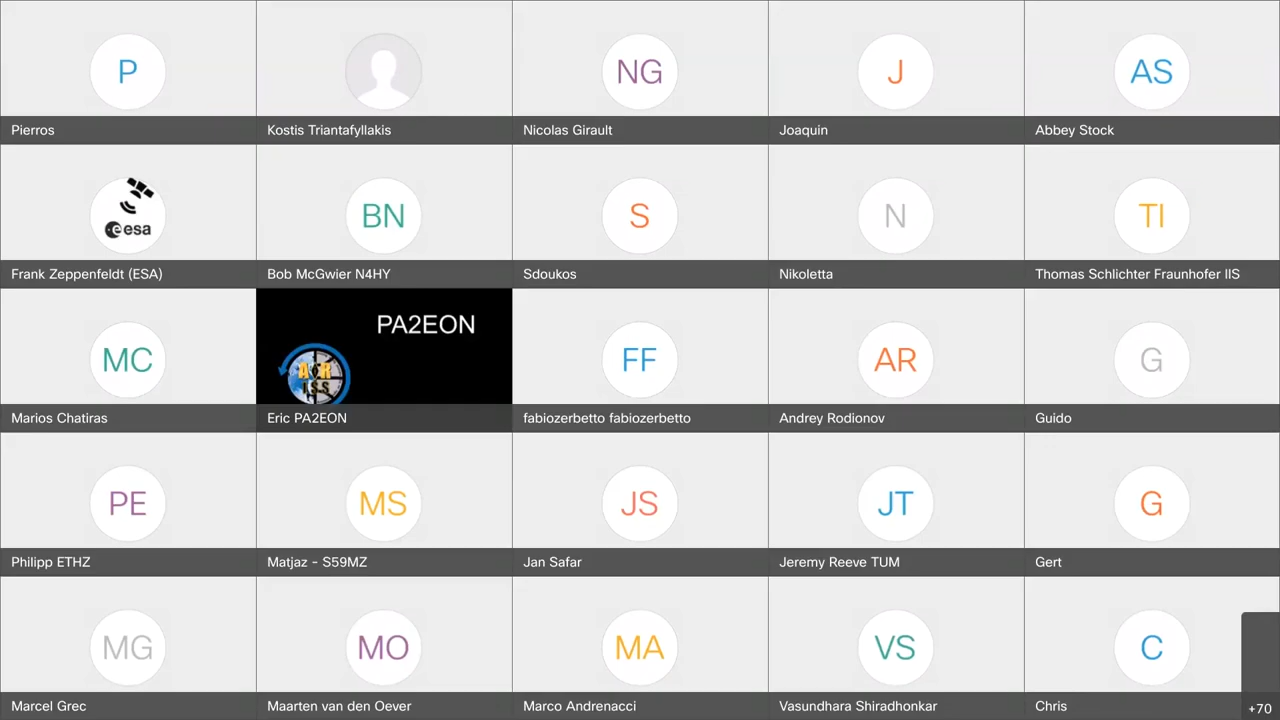 P
NG
J
AS
Pierros
Kostis Triantafyllakis
Nicolas Girault
Joaquin
Abbey Stock
esa
BN
S
N
TI
Frank Zeppenfeldt (ESA)
Bob McGwier N4HY
Sdoukos
Nikoletta
Thomas Schlichter Fraunhofer IIS
MC
PA2EON
ARISS
FF
AR
G
Marios Chatiras
Eric PA2EON
fabiozerbetto fabiozerbetto
Andrey Rodionov
Guido
PE
MS
JS
JT
G
Philipp ETHZ
Matjaz - S59MZ
Jan Safar
Jeremy Reeve TUM
Gert
MG
MO
MA
VS
C
Marcel Grec
Maarten van den Oever
Marco Andrenacci
Vasundhara Shiradhonkar
Chris
+70